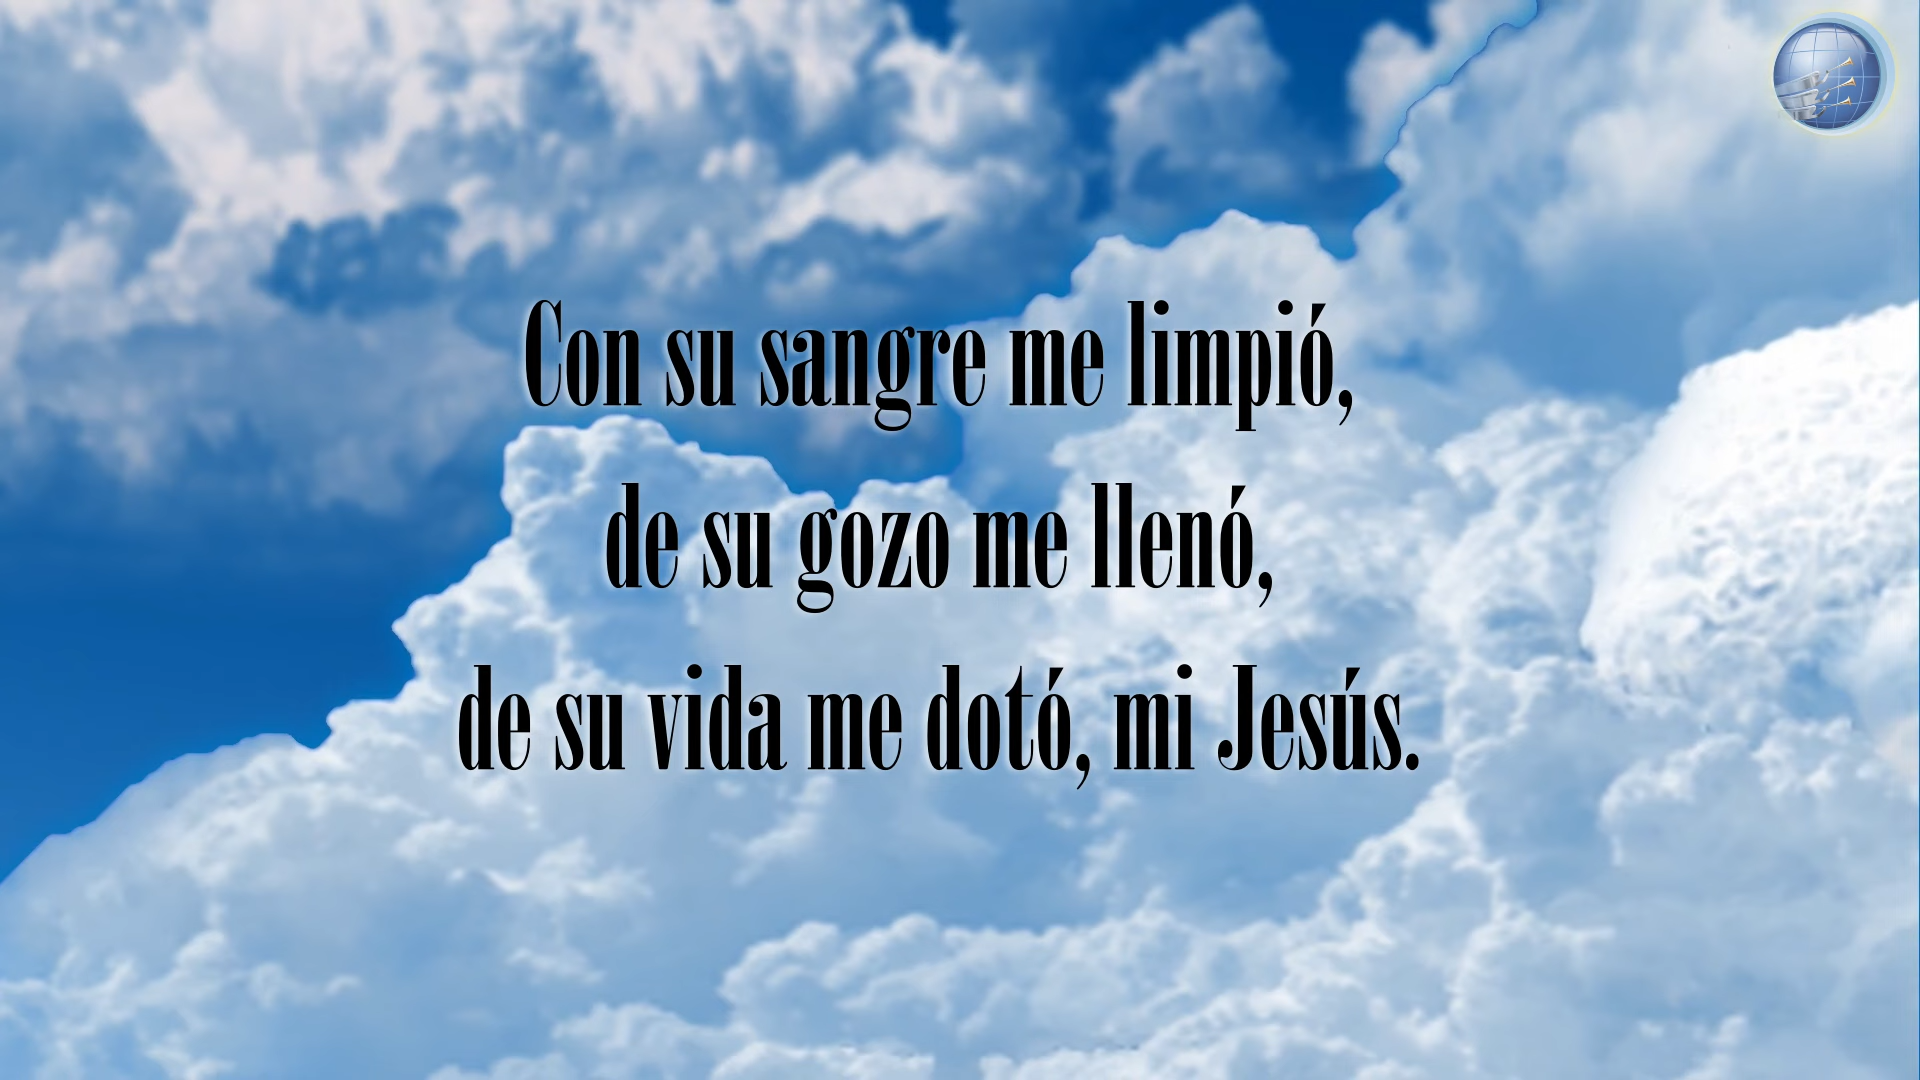 Con su sangre me limpió,
de su gozo me llenó,
de su vida me dotó, mi Jesús.